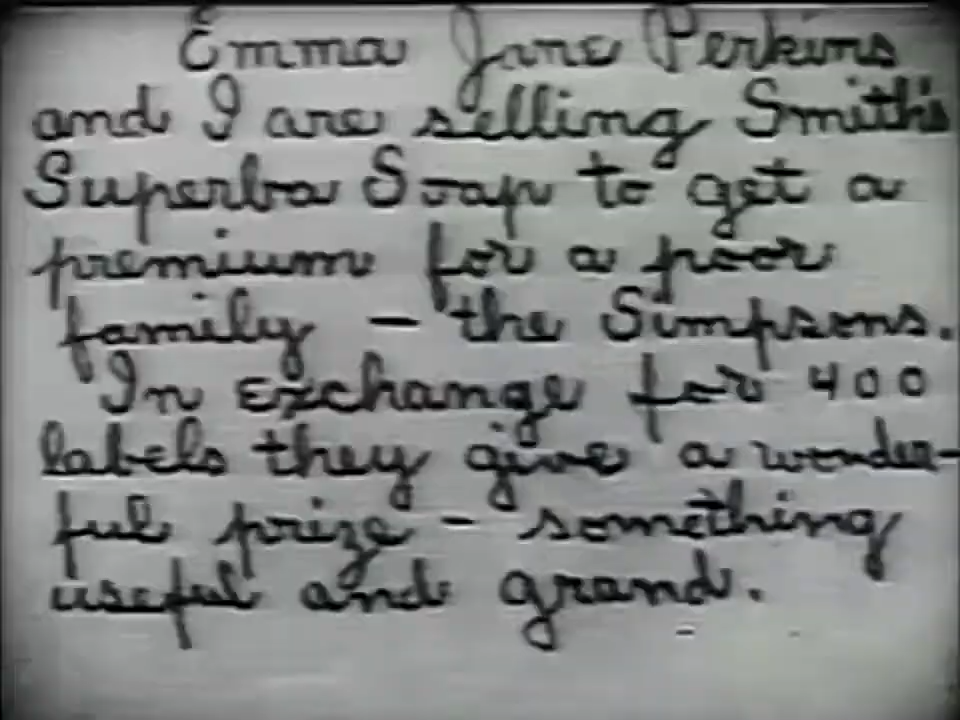 Emma Jane Perkins
and I are selling Smith's
Superba Soap to get a
premium for a poor
family - the Simpsons.
In exchange for 400
labels they give a wonder-
ful prize - something
useful and grand.